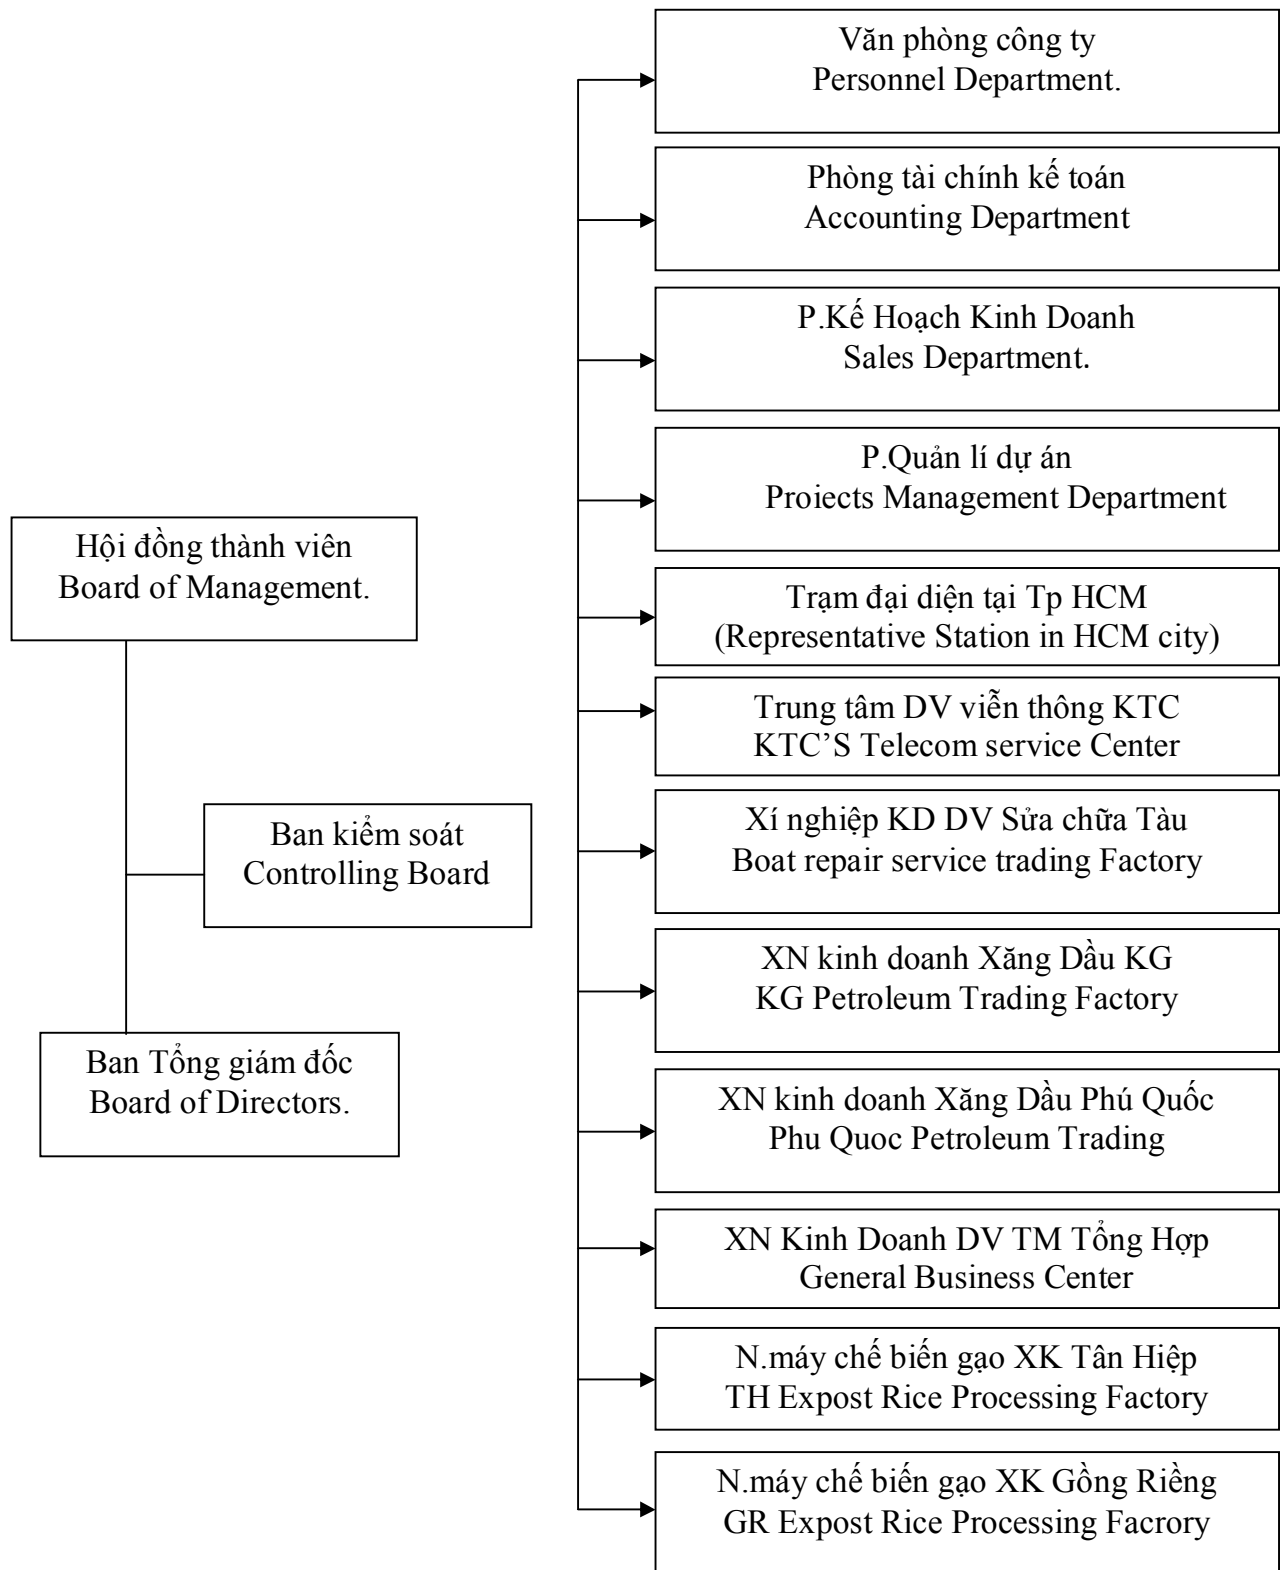 Văn phòng công ty
Personnel Department.
Phòng tài chính kế toán
Accounting Department
P.Kế Hoạch Kinh Doanh
Sales Department.
P.Quản lí dự án
Proiects Management Department
Hội đồng thành viên
Board of Management.
Trạm đại diện tại Tp HCM
(Representative Station in HCM city)
Trung tâm DV viễn thông KTC
KTC’S Telecom service Center
Xí nghiệp KD DV Sửa chữa Tàu
Boat repair service trading Factory
Ban kiểm soát
Controlling Board
XN kinh doanh Xăng Dầu KG
KG Petroleum Trading Factory
Ban Tổng giám đốc
Board of Directors.
XN kinh doanh Xăng Dầu Phú Quốc
Phu Quoc Petroleum Trading
XN Kinh Doanh DV TM Tổng Hợp
General Business Center
N.máy chế biến gạo XK Tân Hiệp
TH Expost Rice Processing Factory
N.máy chế biến gạo XK Gồng Riềng
GR Expost Rice Processing Facrory